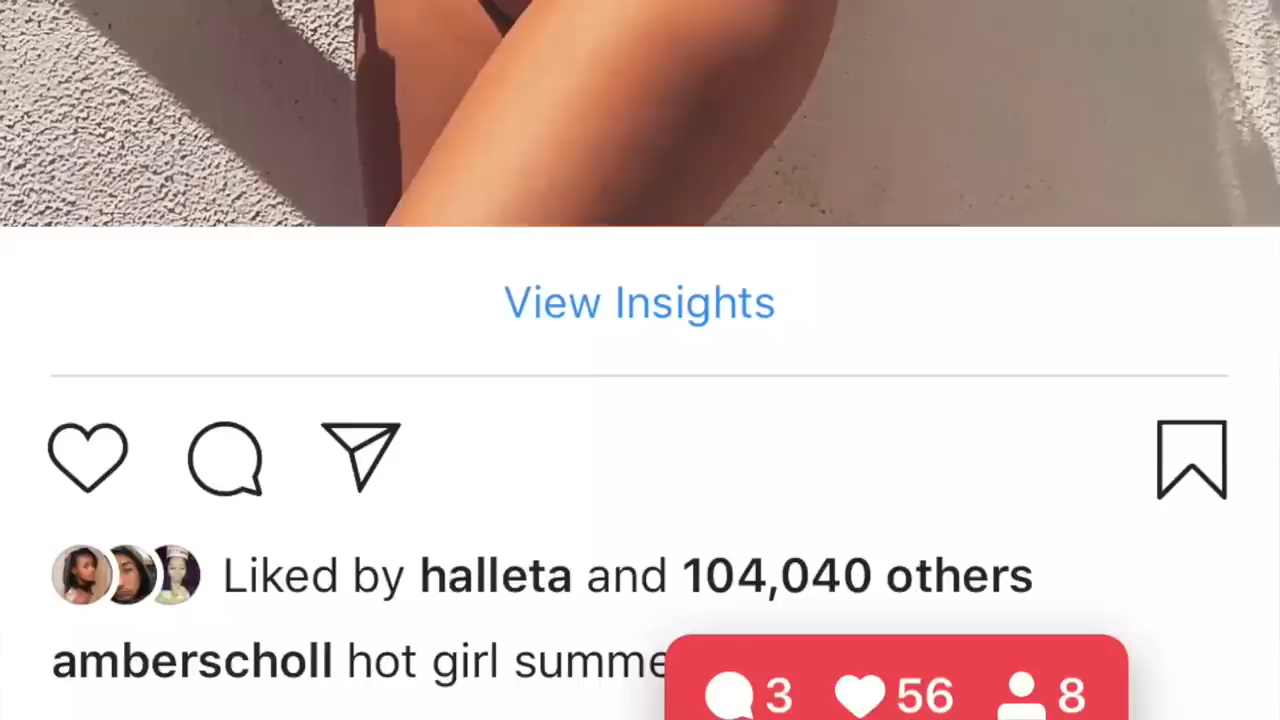 View Insights
Liked by halleta and 104,040 others
amberscholl hot girl summe
3 56 8